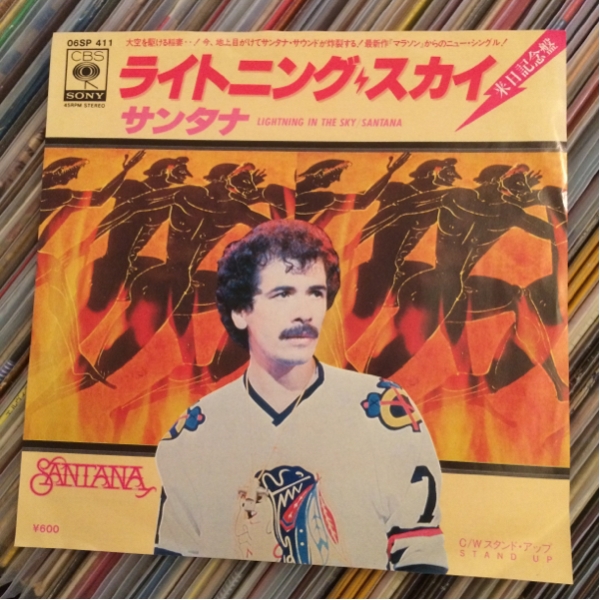 06SP 411
CBS
SONY
45RPM STEREO
大空を駆ける稲妻‥！今、地上目がけてサンタナ・サウンドが炸裂する！最新作「マラソン」からのニュー・シングル！
ライトニング・スカイ
来日記念盤
サンタナ LIGHTNING IN THE SKY/SANTANA
7
SANTANA
¥600
C/W スタンド・アップ
STAND UP